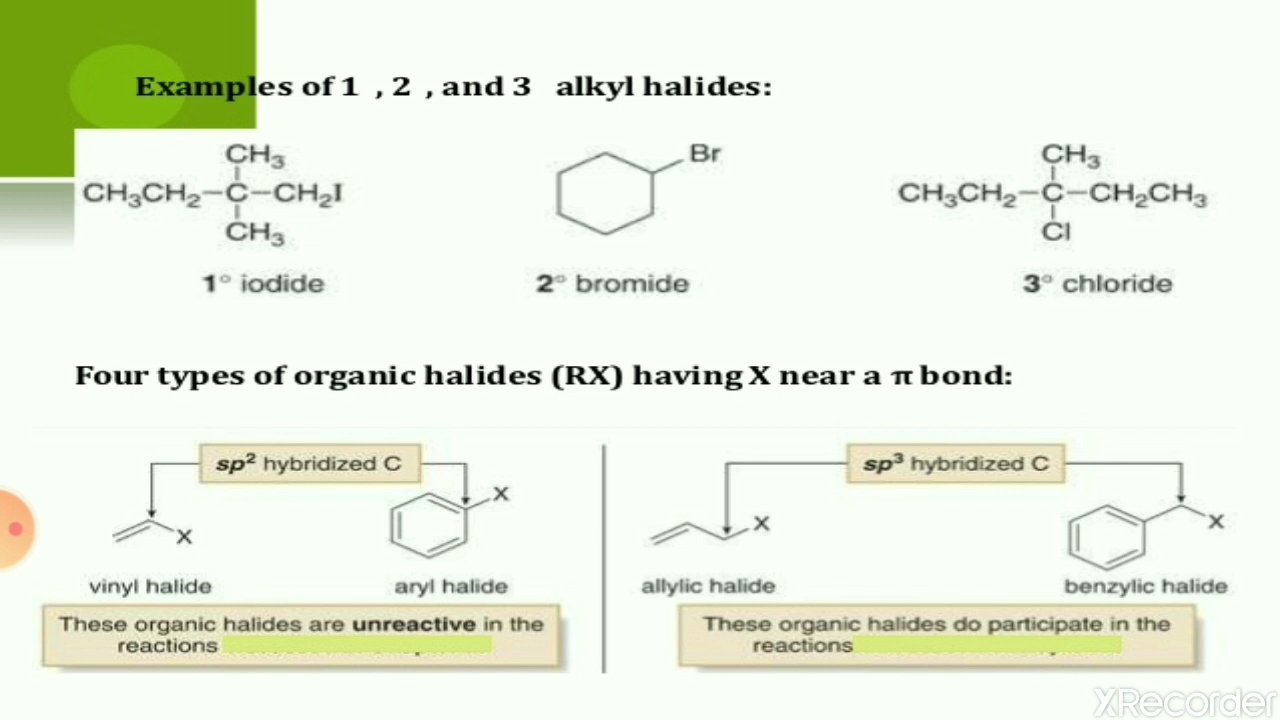 Examples of 1 , 2 , and 3 alkyl halides:
CH3
CH3CH2-C-CH2I
CH3
1° iodide
Br
2° bromide
CH3
CH3CH2-C-CH2CH3
Cl
3° chloride
Four types of organic halides (RX) having X near a π bond:
sp² hybridized C
X
X
vinyl halide
aryl halide
These organic halides are unreactive in the
reactions
sp³ hybridized C
X
X
allylic halide
benzylic halide
These organic halides do participate in the
reactions
XRecorder